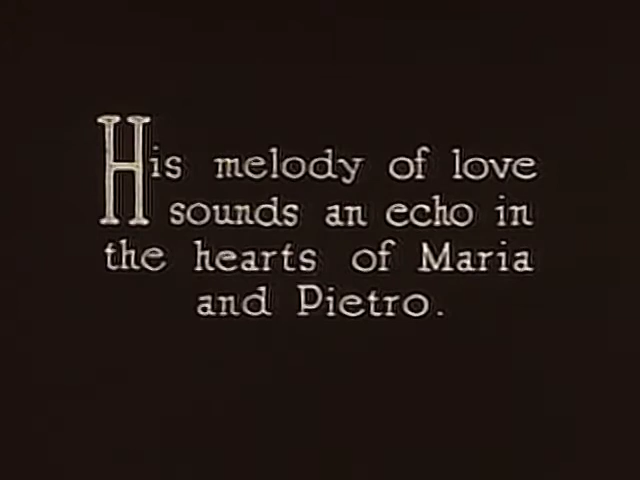 His melody of love
sounds an echo in
the hearts of Maria
and Pietro.